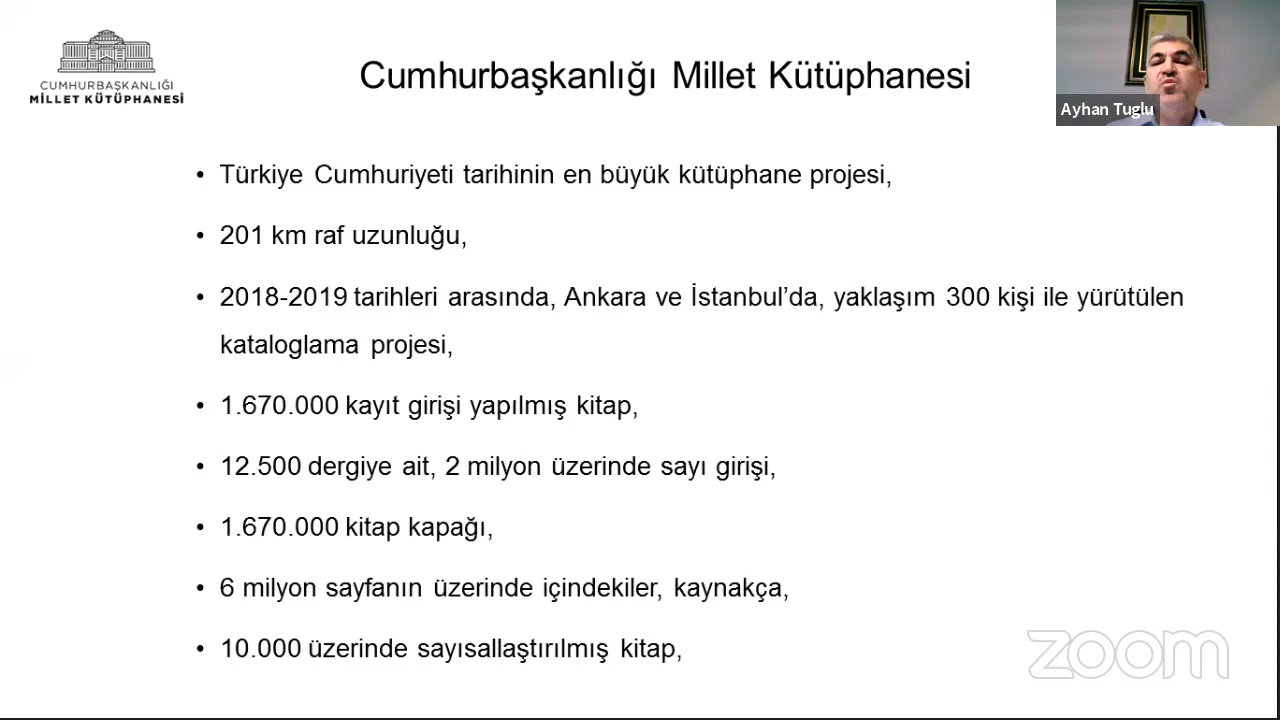 CUMHURBAŞKANLIĞI
MİLLET KÜTÜPHANESİ
Cumhurbaşkanlığı Millet Kütüphanesi
Ayhan Tuglu
• Türkiye Cumhuriyeti tarihinin en büyük kütüphane projesi,
• 201 km raf uzunluğu,
• 2018-2019 tarihleri arasında, Ankara ve İstanbul’da, yaklaşım 300 kişi ile yürütülen
kataloglama projesi,
• 1.670.000 kayıt girişi yapılmış kitap,
• 12.500 dergiye ait, 2 milyon üzerinde sayı girişi,
• 1.670.000 kitap kapağı,
• 6 milyon sayfanın üzerinde içindekiler, kaynakça,
• 10.000 üzerinde sayısallaştırılmış kitap,
zoom